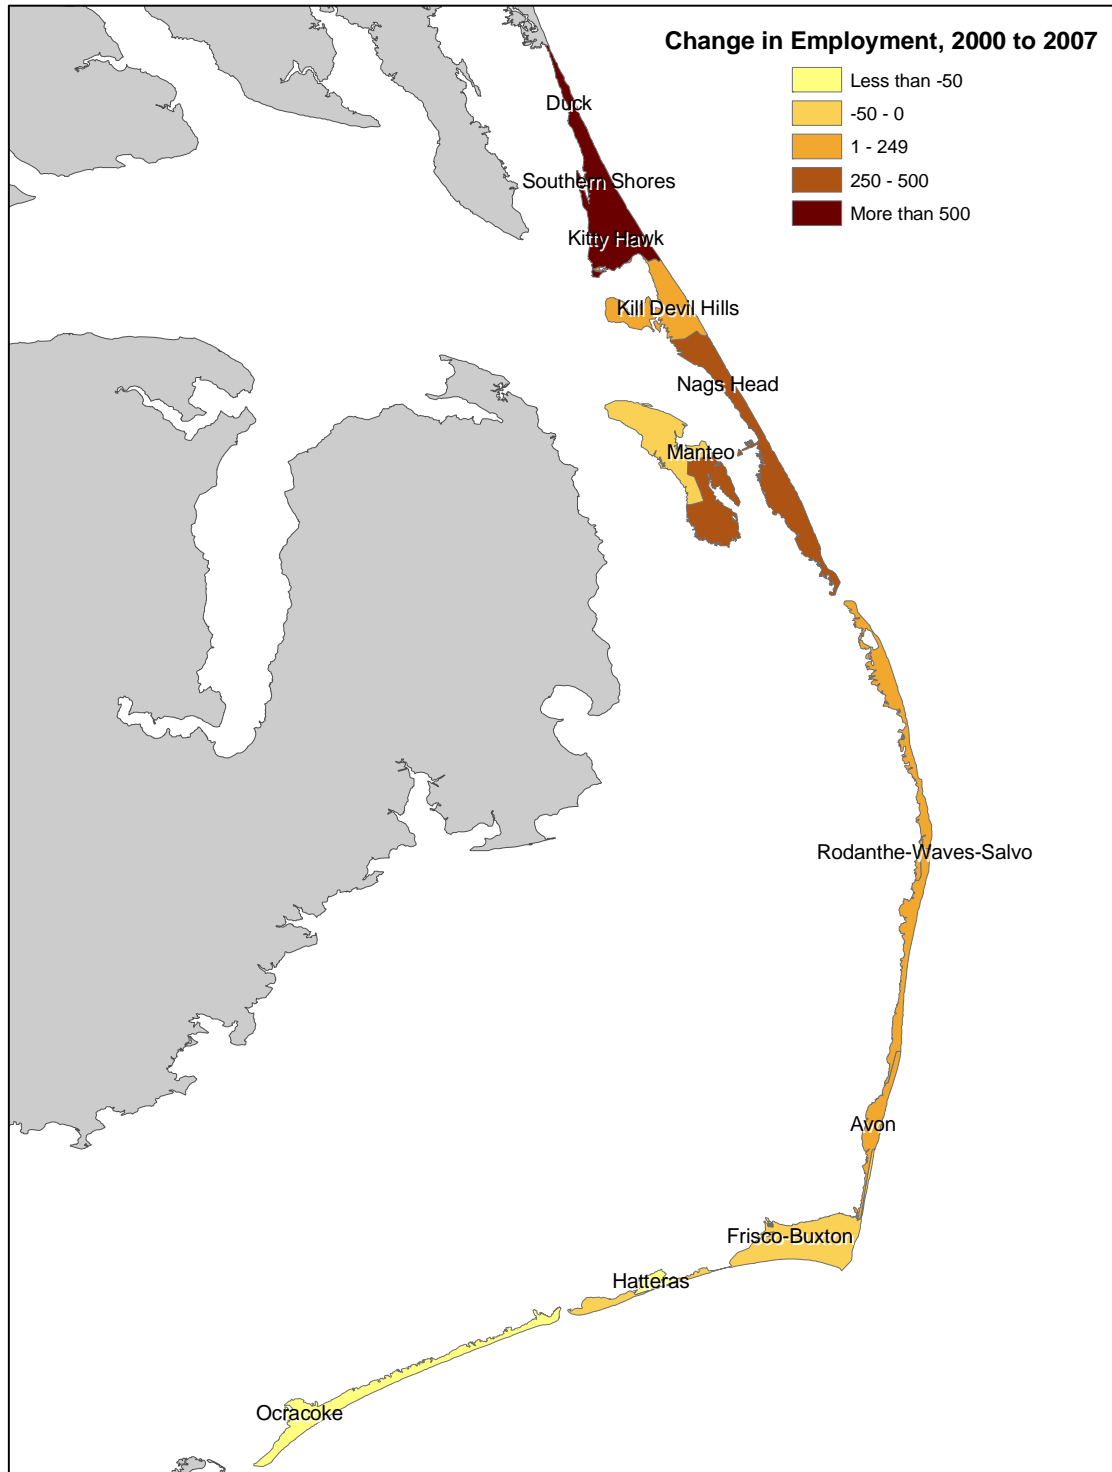 Change in Employment, 2000 to 2007
Less than -50
-50 - 0
1 - 249
250 - 500
More than 500
Duck
Southern Shores
Kitty Hawk
Kill Devil Hills
Nags Head
Manteo
Rodanthe-Waves-Salvo
Avon
Frisco-Buxton
Hatteras
Ocracoke